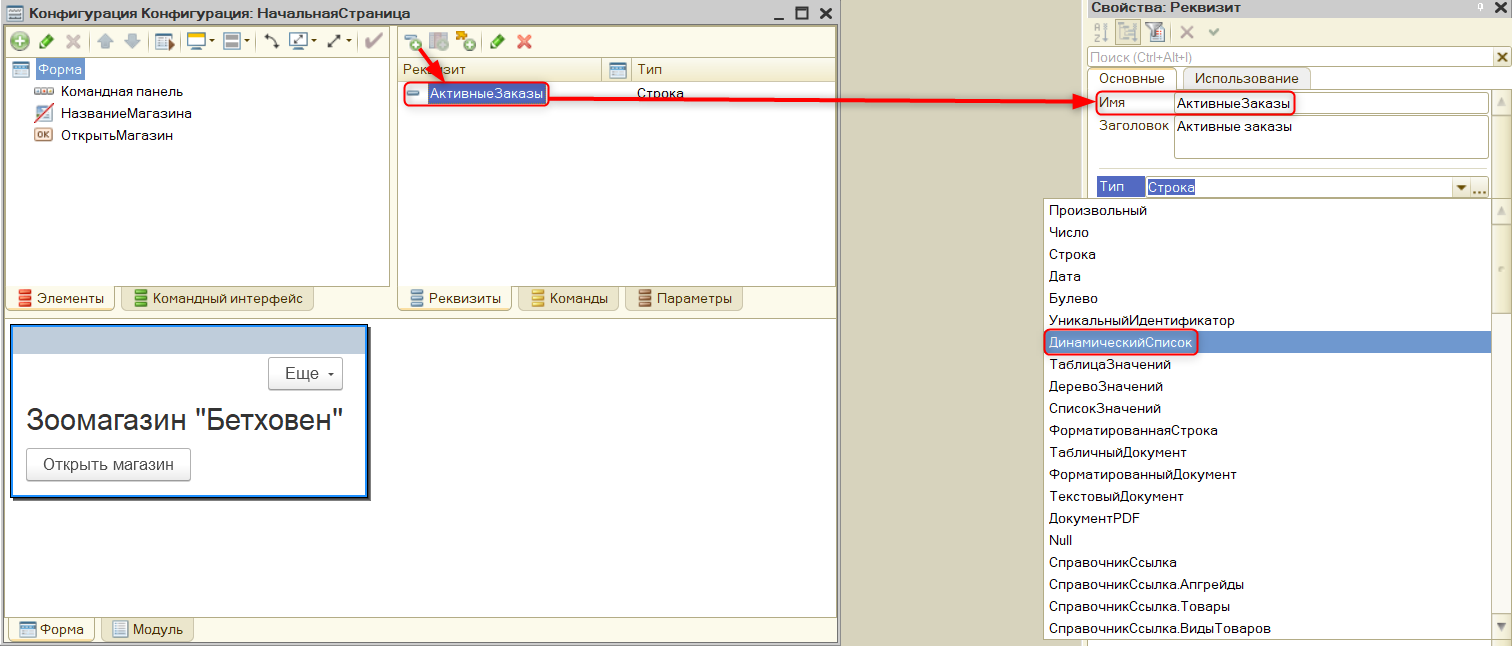 Конфигурация Конфигурация: НачальнаяСтраница
Форма
Командная панель
НазваниеМагазина
OK ОткрытьМагазин
Элементы
Командный интерфейс
Реквизит
Тип
АктивныеЗаказы
Строка
Реквизиты
Команды
Параметры
Еще
Зоомагазин "Бетховен"
Открыть магазин
Форма
Модуль
Свойства: Реквизит
Поиск (Ctrl+Alt+I)
Основные
Использование
Имя
АктивныеЗаказы
Заголовок
Активные заказы
Тип
Строка
...
Произвольный
Число
Строка
Дата
Булево
УникальныйИдентификатор
ДинамическийСписок
ТаблицаЗначений
ДеревоЗначений
СписокЗначений
ФорматированнаяСтрока
ТабличныйДокумент
ФорматированныйДокумент
ТекстовыйДокумент
ДокументPDF
Null
СправочникСсылка
СправочникСсылка.Апгрейды
СправочникСсылка.Товары
СправочникСсылка.ВидыТоваров